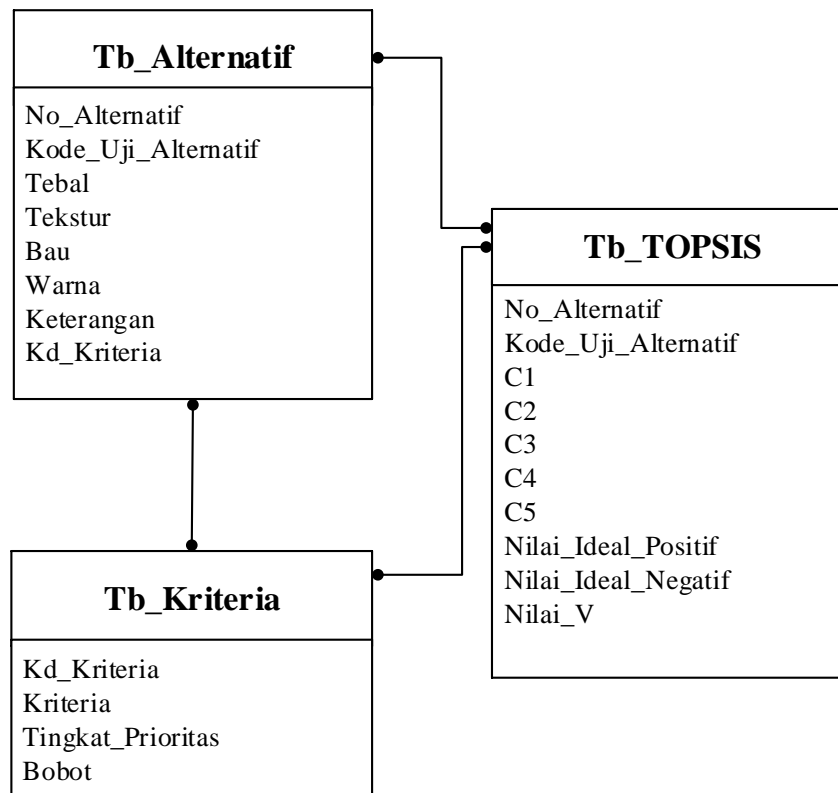 Tb_Alternatif
No_Alternatif
Kode_Uji_Alternatif
Tebal
Tekstur
Bau
Warna
Keterangan
Kd_Kriteria
Tb_TOPSIS
No_Alternatif
Kode_Uji_Alternatif
C1
C2
C3
C4
C5
Nilai_Ideal_Positif
Nilai_Ideal_Negatif
Nilai_V
Tb_Kriteria
Kd_Kriteria
Kriteria
Tingkat_Prioritas
Bobot